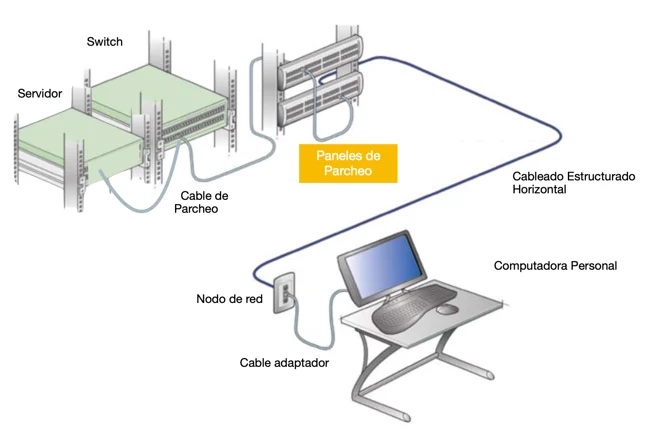 Switch
Servidor
Paneles de
Parcheo
Cable de
Parcheo
Cableado Estructurado
Horizontal
Computadora Personal
Nodo de red
Cable adaptador